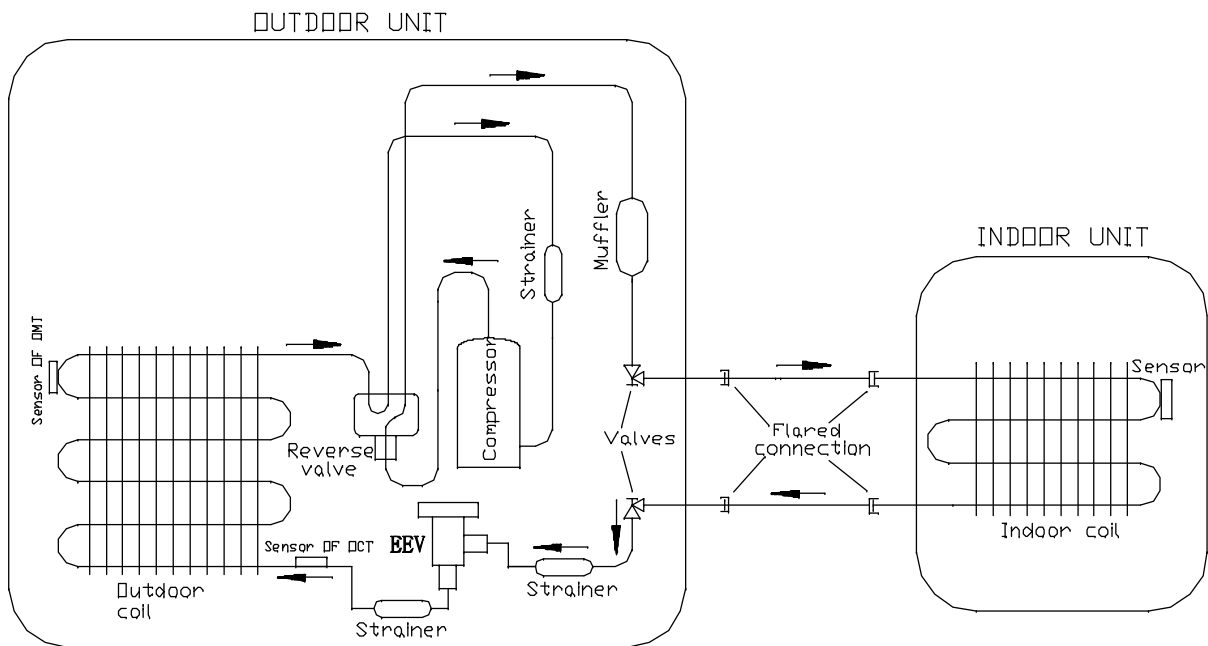 OUTDOOR UNIT
INDOOR UNIT
Muffler
Strainer
Sensor OF OMT
Compressor
Sensor
Reverse
valve
Valves
Flared
connection
Sensor OF OCT
EEV
Indoor coil
Outdoor
coil
Strainer
Strainer